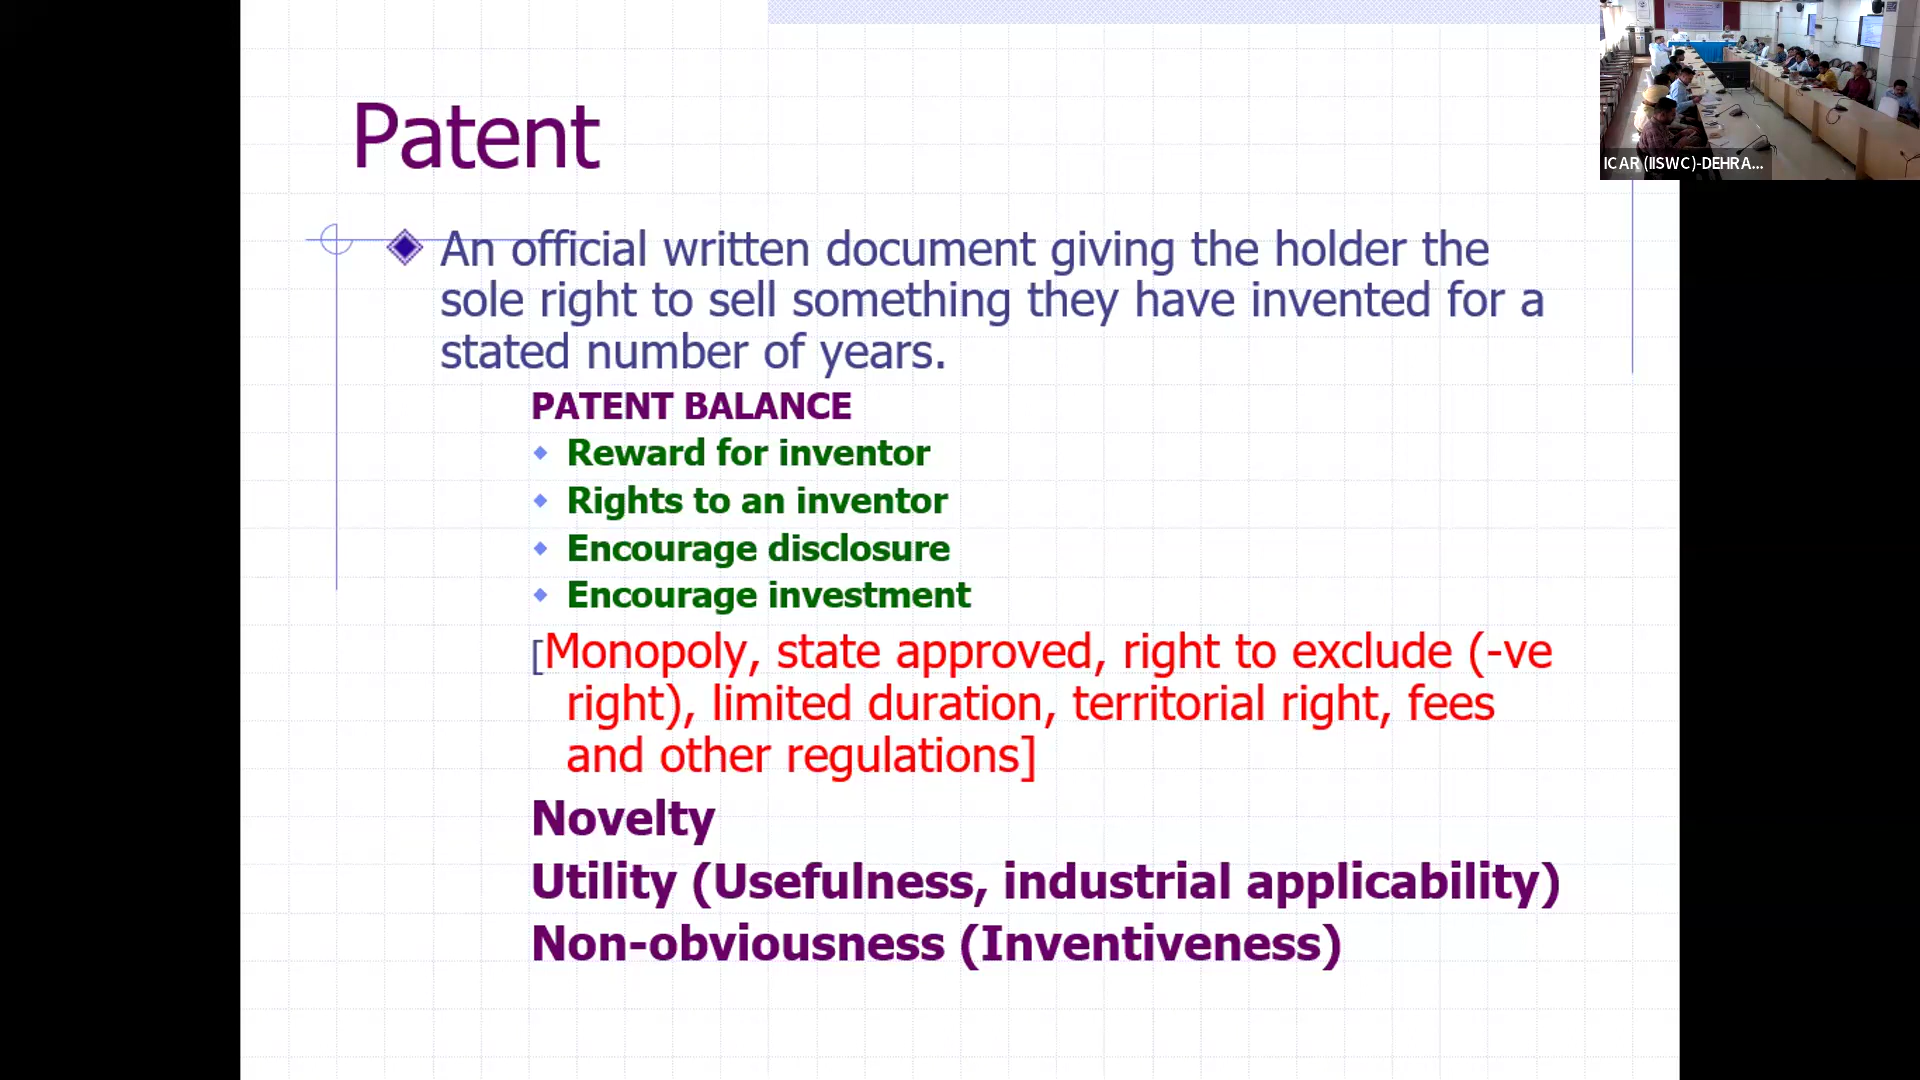 Patent
An official written document giving the holder the
sole right to sell something they have invented for a
stated number of years.
PATENT BALANCE
Reward for inventor
Rights to an inventor
Encourage disclosure
Encourage investment
[Monopoly, state approved, right to exclude (-ve
right), limited duration, territorial right, fees
and other regulations]
Novelty
Utility (Usefulness, industrial applicability)
Non-obviousness (Inventiveness)
ICAR (IISWC)-DEHRA...